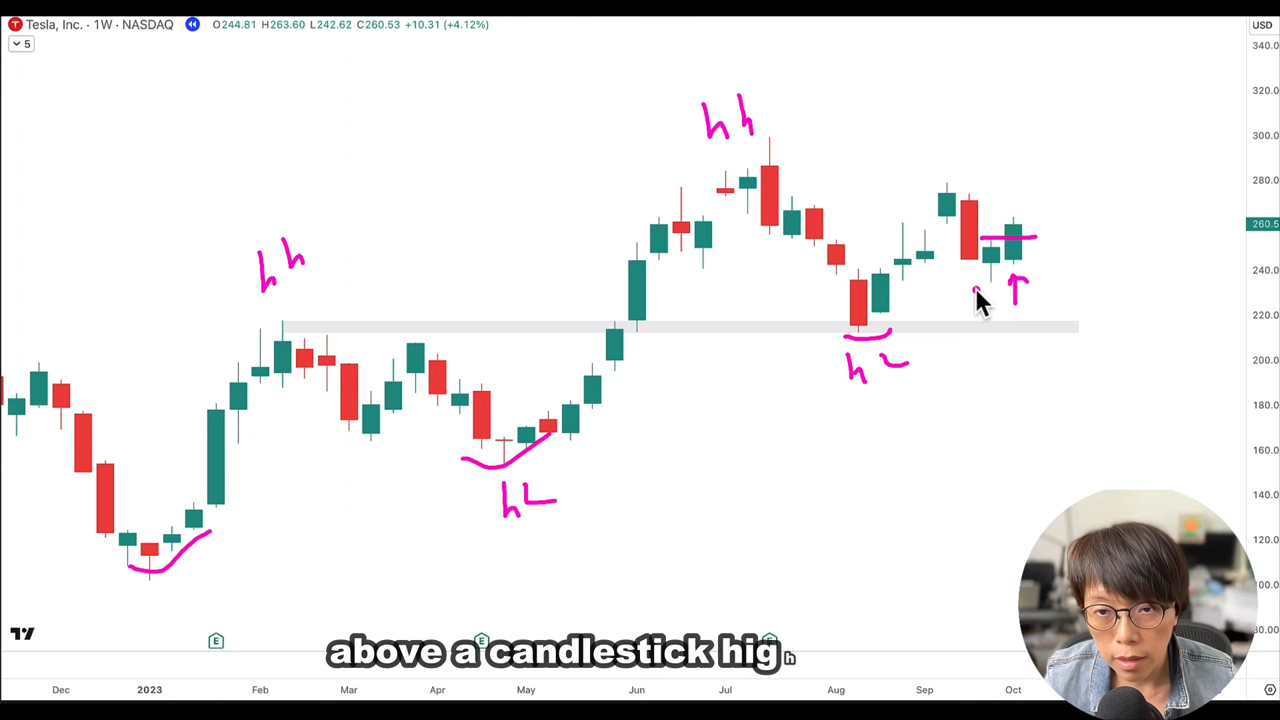 Tesla, Inc. · 1W · NASDAQ O244.81 H263.60 L242.62 C260.53 +10.31 (+4.12%) USD
5
340.0
320.0
300.0
280.0
260.5
240.0
220.0
200.0
180.0
160.0
140.0
120.0
100.0
80.00
hh
hh
hL
hL
E E E
above a candlestick high
Dec 2023 Feb Mar Apr May Jun Jul Aug Sep Oct